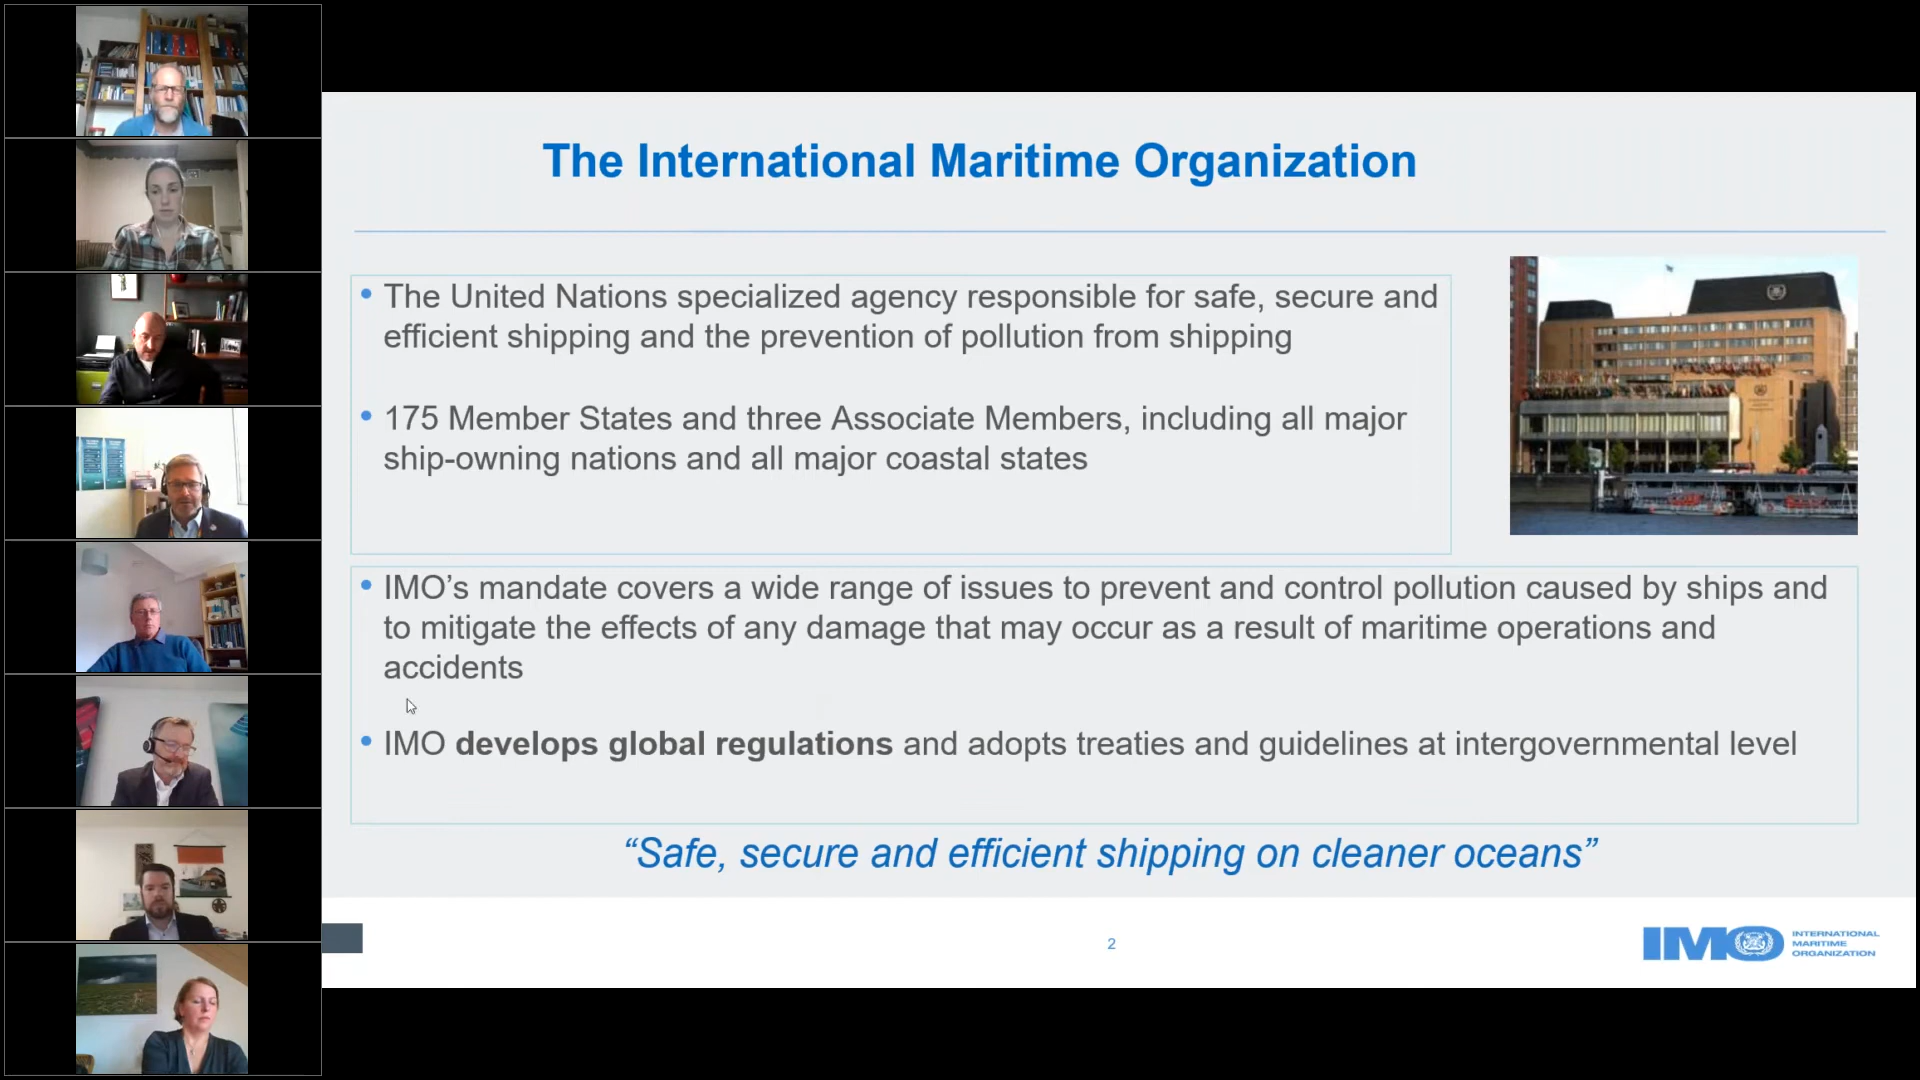 The International Maritime Organization
• The United Nations specialized agency responsible for safe, secure and
efficient shipping and the prevention of pollution from shipping
• 175 Member States and three Associate Members, including all major
ship-owning nations and all major coastal states
• IMO’s mandate covers a wide range of issues to prevent and control pollution caused by ships and
to mitigate the effects of any damage that may occur as a result of maritime operations and
accidents
• IMO develops global regulations and adopts treaties and guidelines at intergovernmental level
“Safe, secure and efficient shipping on cleaner oceans”
2
IMO
INTERNATIONAL
MARITIME
ORGANIZATION